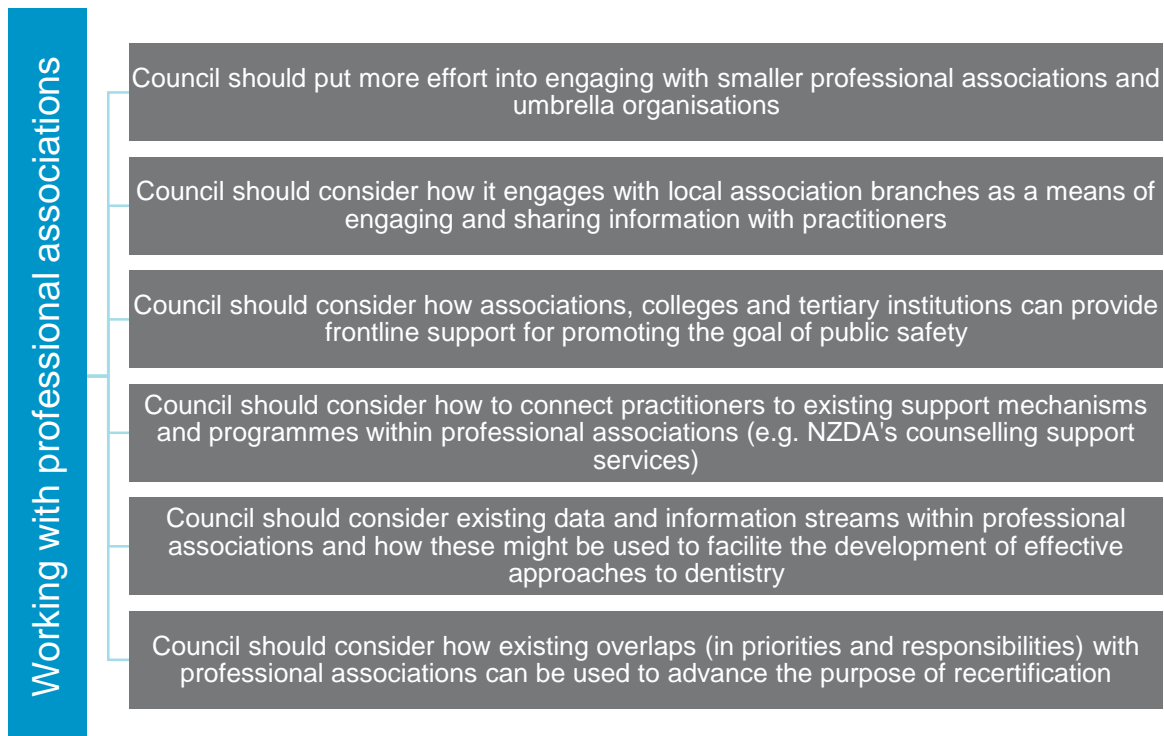 Working with professional associations
Council should put more effort into engaging with smaller professional associations and
umbrella organisations
Council should consider how it engages with local association branches as a means of
engaging and sharing information with practitioners
Council should consider how associations, colleges and tertiary institutions can provide
frontline support for promoting the goal of public safety
Council should consider how to connect practitioners to existing support mechanisms
and programmes within professional associations (e.g. NZDA's counselling support
services)
Council should consider existing data and information streams within professional
associations and how these might be used to facilite the development of effective
approaches to dentistry
Council should consider how existing overlaps (in priorities and responsibilities) with
professional associations can be used to advance the purpose of recertification